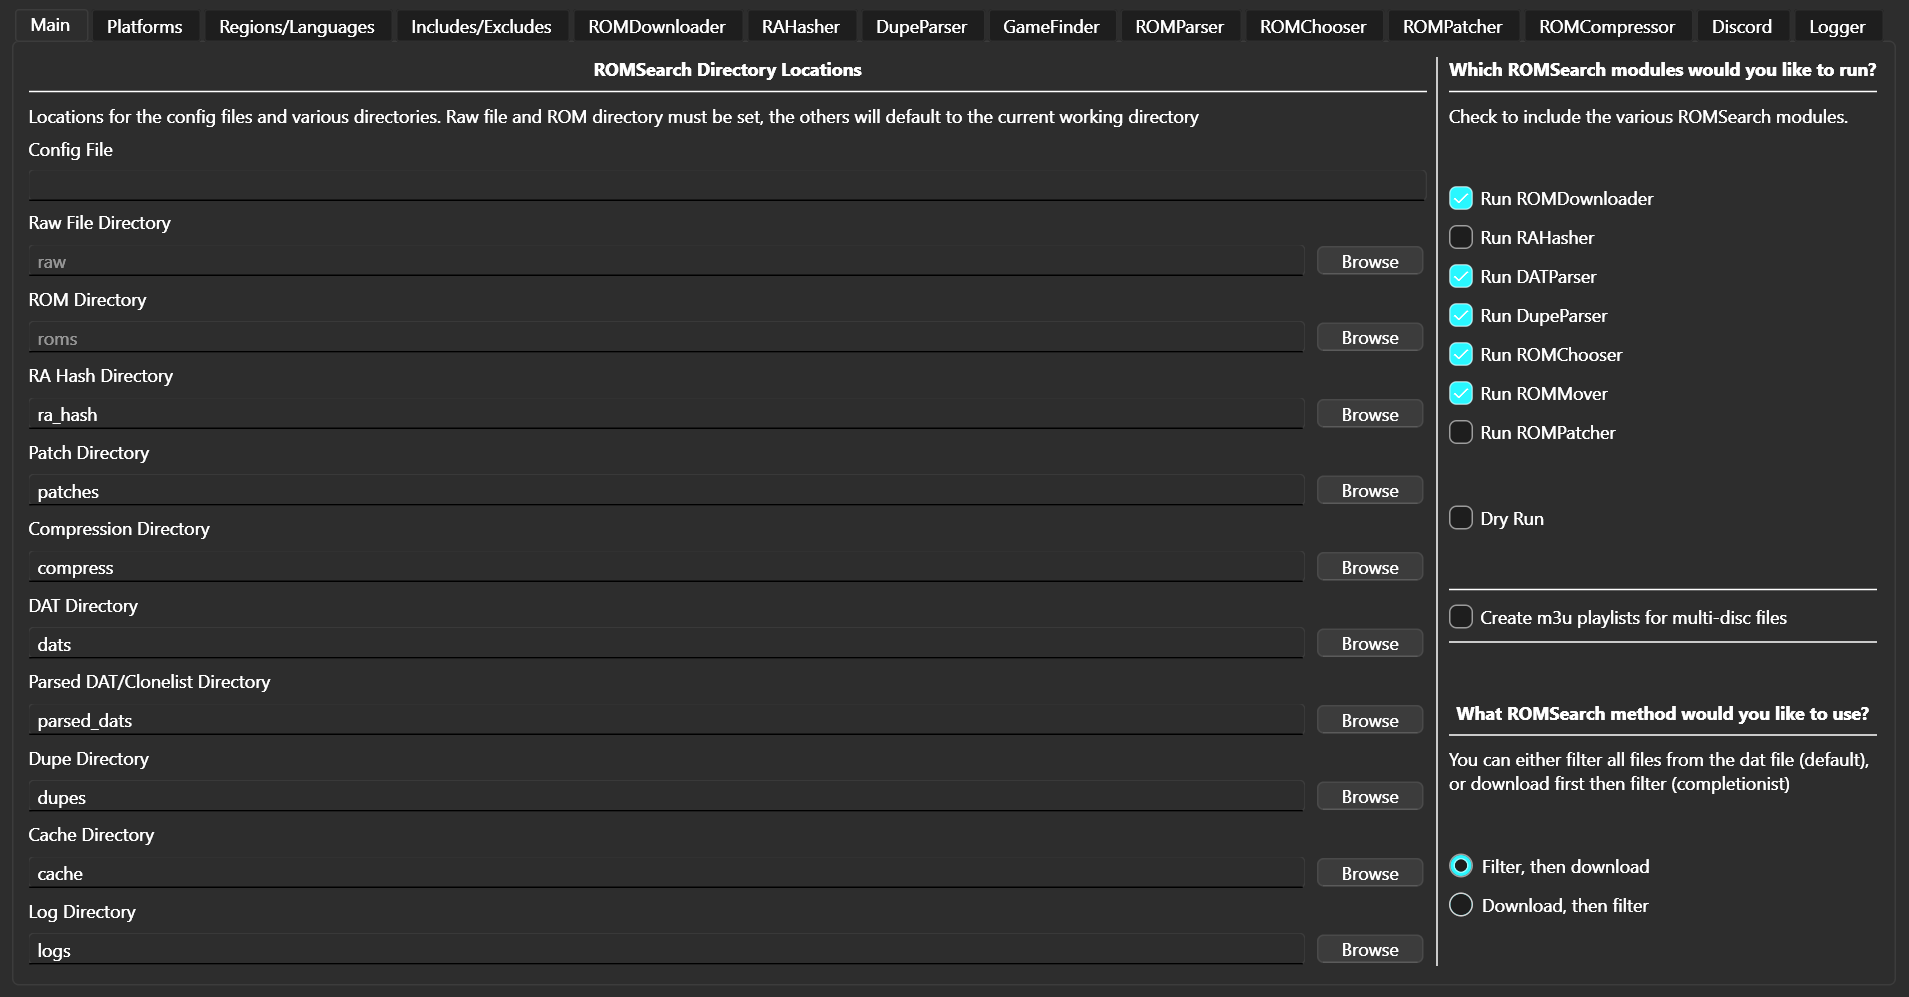 Main
Platforms
Regions/Languages
Includes/Excludes
ROMDownloader
RAHasher
DupeParser
GameFinder
ROMParser
ROMChooser
ROMPatcher
ROMCompressor
Discord
Logger
ROMSearch Directory Locations
Locations for the config files and various directories. Raw file and ROM directory must be set, the others will default to the current working directory
Config File
Raw File Directory
raw
Browse
ROM Directory
roms
Browse
RA Hash Directory
ra_hash
Browse
Patch Directory
patches
Browse
Compression Directory
compress
Browse
DAT Directory
dats
Browse
Parsed DAT/Clonelist Directory
parsed_dats
Browse
Dupe Directory
dupes
Browse
Cache Directory
cache
Browse
Log Directory
logs
Browse
Which ROMSearch modules would you like to run?
Check to include the various ROMSearch modules.
Run ROMDownloader
Run RAHasher
Run DATParser
Run DupeParser
Run ROMChooser
Run ROMMover
Run ROMPatcher
Dry Run
Create m3u playlists for multi-disc files
What ROMSearch method would you like to use?
You can either filter all files from the dat file (default),
or download first then filter (completionist)
Filter, then download
Download, then filter